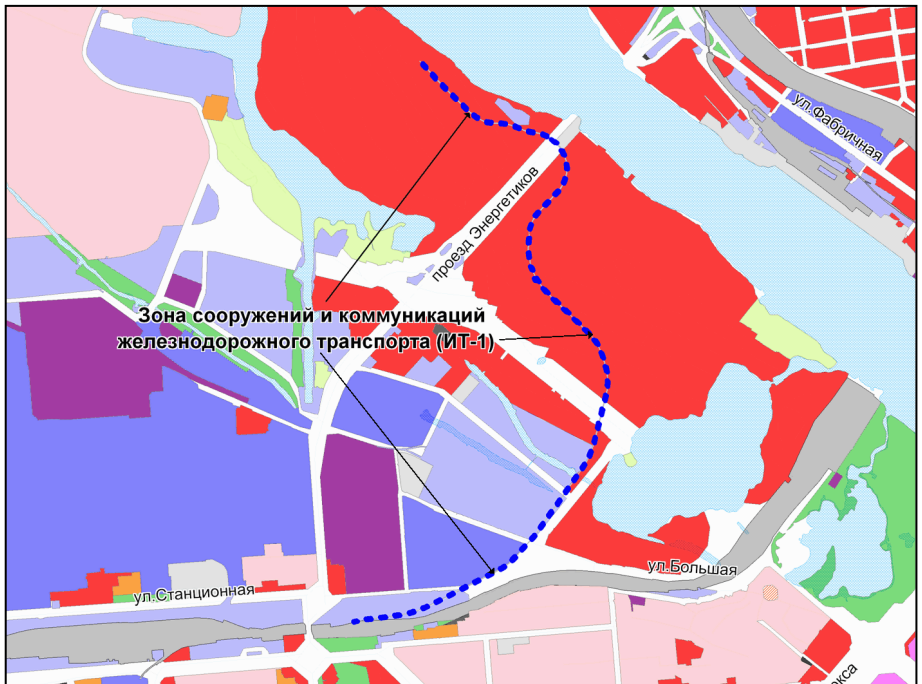 ул.Фабричная
проезд Энергетиков
Зона сооружений и коммуникаций
железнодорожного транспорта (ИТ-1)
ул.Большая
ул.Станционная